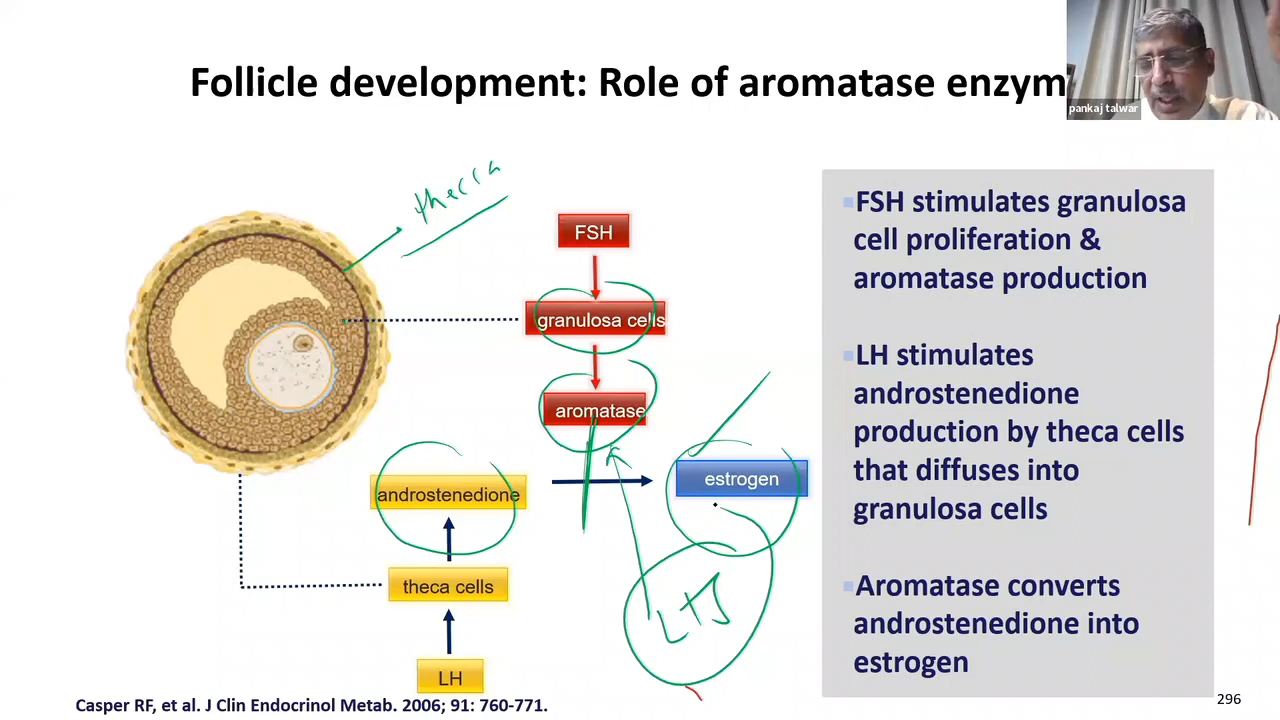 Follicle development: Role of aromatase enzym
pankaj talwar
thecca
FSH
granulosa cells
aromatase
androstenedione
estrogen
theca cells
LH
FSH stimulates granulosa
cell proliferation &
aromatase production
LH stimulates
androstenedione
production by theca cells
that diffuses into
granulosa cells
Aromatase converts
androstenedione into
estrogen
Casper RF, et al. J Clin Endocrinol Metab. 2006; 91: 760-771.
296